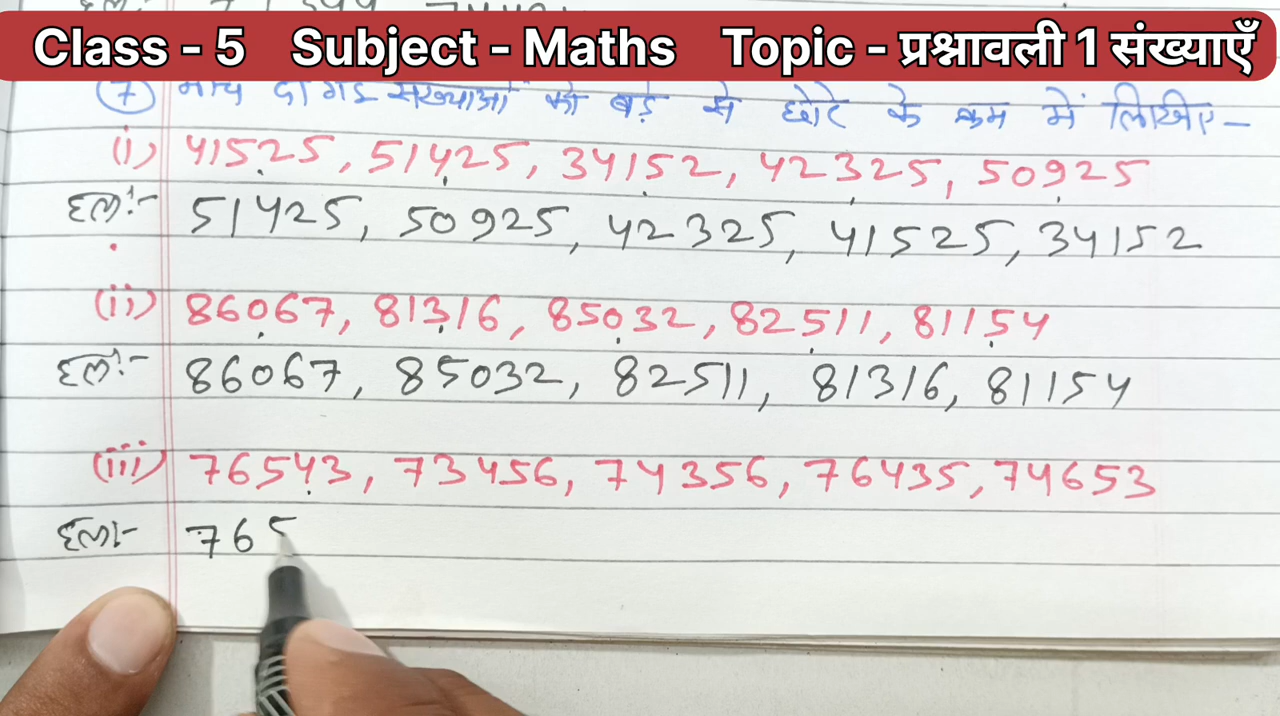 Class - 5 Subject - Maths Topic - प्रश्नावली 1 संख्याएँ
(7) नीचे दी गई संख्याओं को बड़े से छोटे के क्रम में लिखिए-
(i) 41525, 51425, 34152, 42325, 50925
हल:- 51425, 50925, 42325, 41525, 34152
(ii) 86067, 81316, 85032, 82511, 81154
हल:- 86067, 85032, 82511, 81316, 81154
(iii) 76543, 73456, 74356, 76435, 74653
हल:- 765